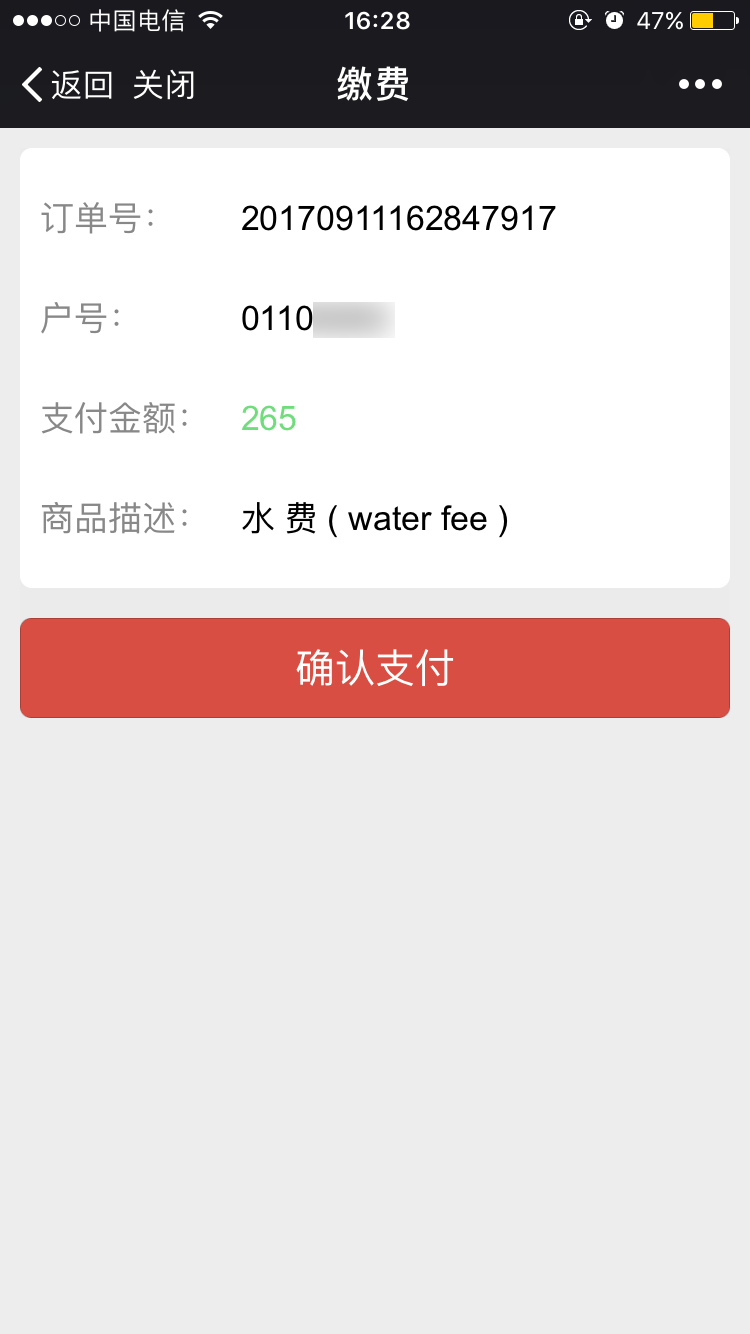 中国电信 16:28 47%
返回 关闭 缴费
订单号: 20170911162847917
户号: 0110
支付金额: 265
商品描述: 水 费 ( water fee )
确认支付